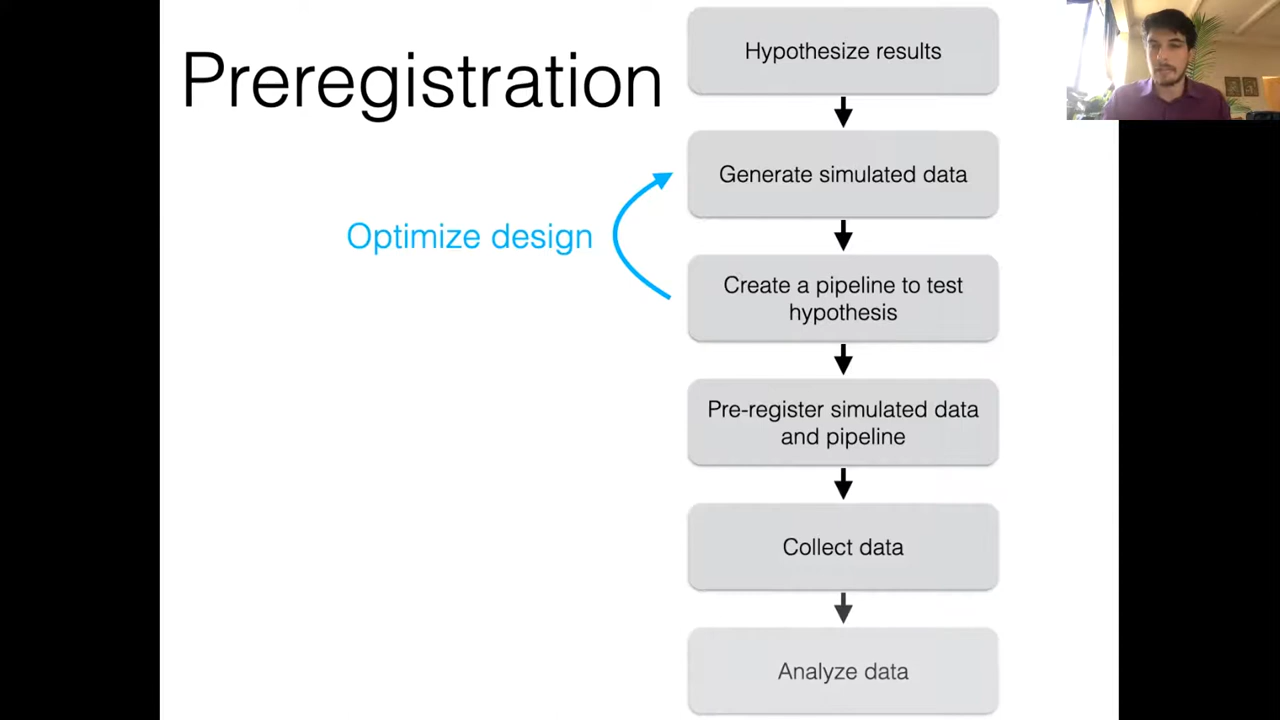 Preregistration
Hypothesize results
Generate simulated data
Optimize design
Create a pipeline to test
hypothesis
Pre-register simulated data
and pipeline
Collect data
Analyze data